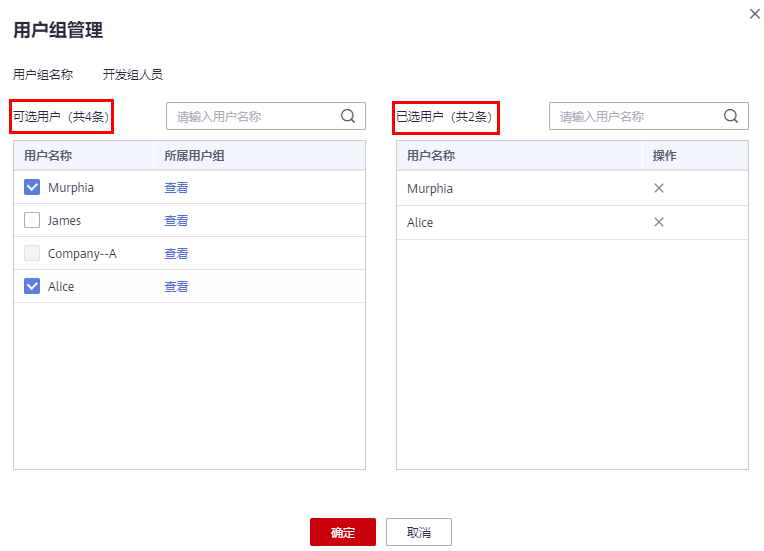 用户组管理
用户组名称 开发组人员
可选用户（共4条） 请输入用户名称
用户名称 所属用户组
Murphia 查看
James 查看
Company--A 查看
Alice 查看
已选用户（共2条） 请输入用户名称
用户名称 操作
Murphia
Alice
确定 取消